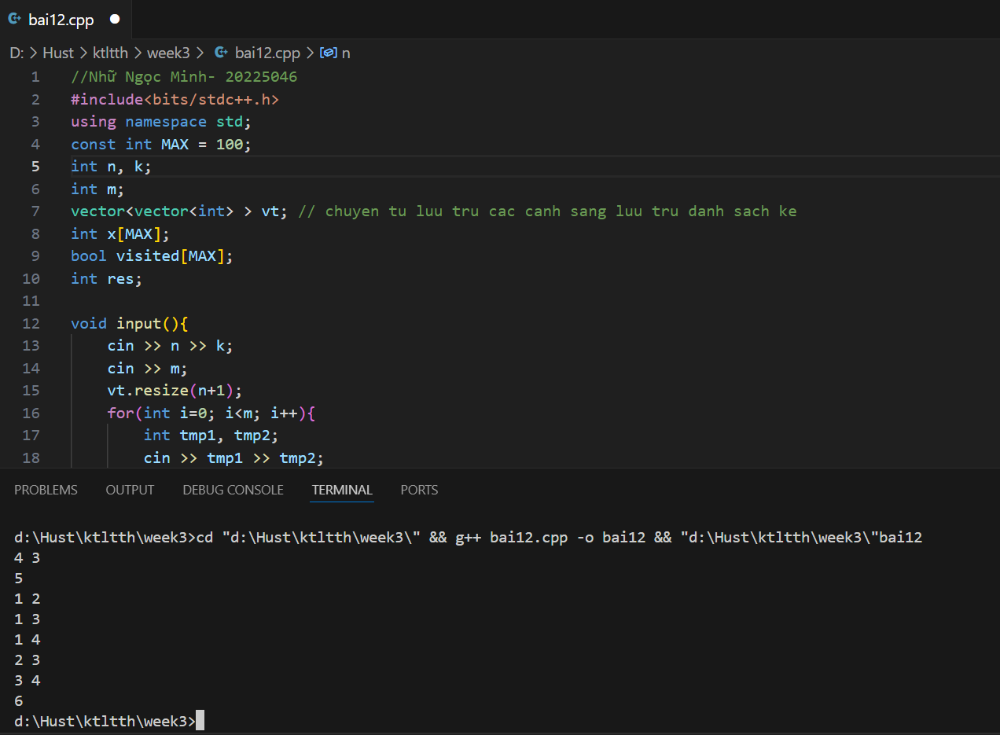 bai12.cpp
D: > Hust > ktltth > week3 > bai12.cpp > n
1 //Nhữ Ngọc Minh- 20225046
2 #include<bits/stdc++.h>
3 using namespace std;
4 const int MAX = 100;
5 int n, k;
6 int m;
7 vector<vector<int> > vt; // chuyen tu luu tru cac canh sang luu tru danh sach ke
8 int x[MAX];
9 bool visited[MAX];
10 int res;
11
12 void input(){
13     cin >> n >> k;
14     cin >> m;
15     vt.resize(n+1);
16     for(int i=0; i<m; i++){
17         int tmp1, tmp2;
18         cin >> tmp1 >> tmp2;
PROBLEMS OUTPUT DEBUG CONSOLE TERMINAL PORTS
d:\Hust\ktltth\week3>cd "d:\Hust\ktltth\week3\" && g++ bai12.cpp -o bai12 && "d:\Hust\ktltth\week3\"bai12
4 3
5
1 2
1 3
1 4
2 3
3 4
6
d:\Hust\ktltth\week3>